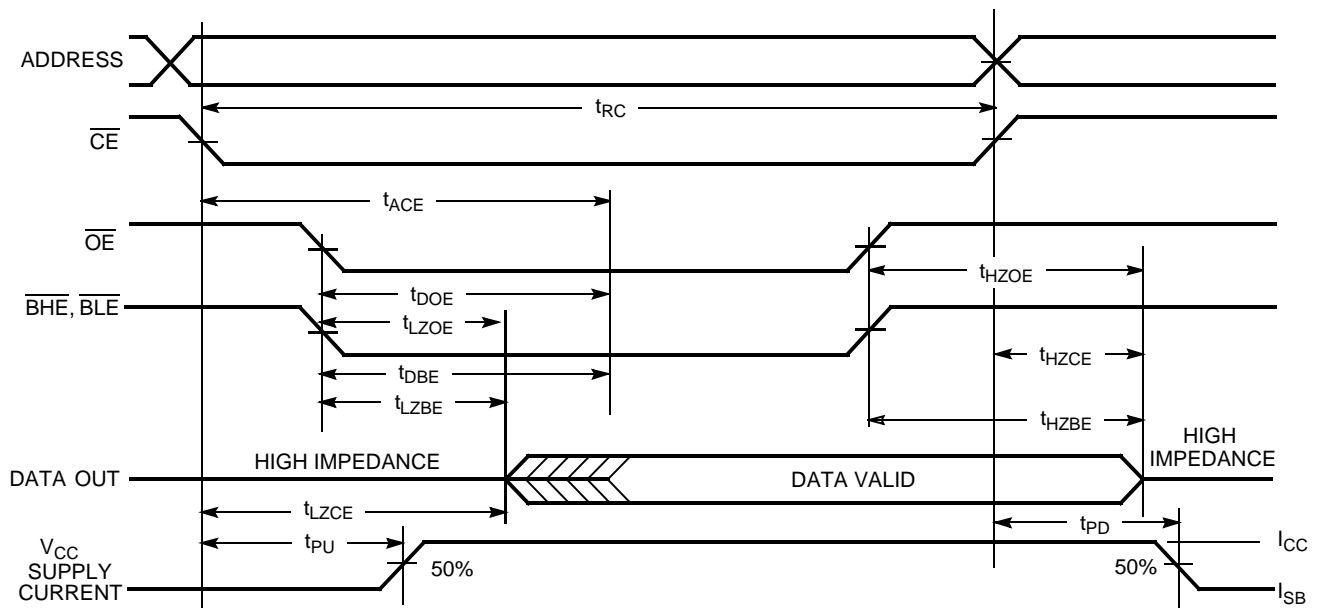 ADDRESS
tRC
CE
tACE
OE
tHZOE
tDOE
BHE, BLE
tLZOE
tHZCE
tDBE
tLZBE
tHZBE
HIGH IMPEDANCE
HIGH
IMPEDANCE
DATA OUT
DATA VALID
tLZCE
tPD
tPU
VCC
SUPPLY
CURRENT
50%
50%
ICC
ISB